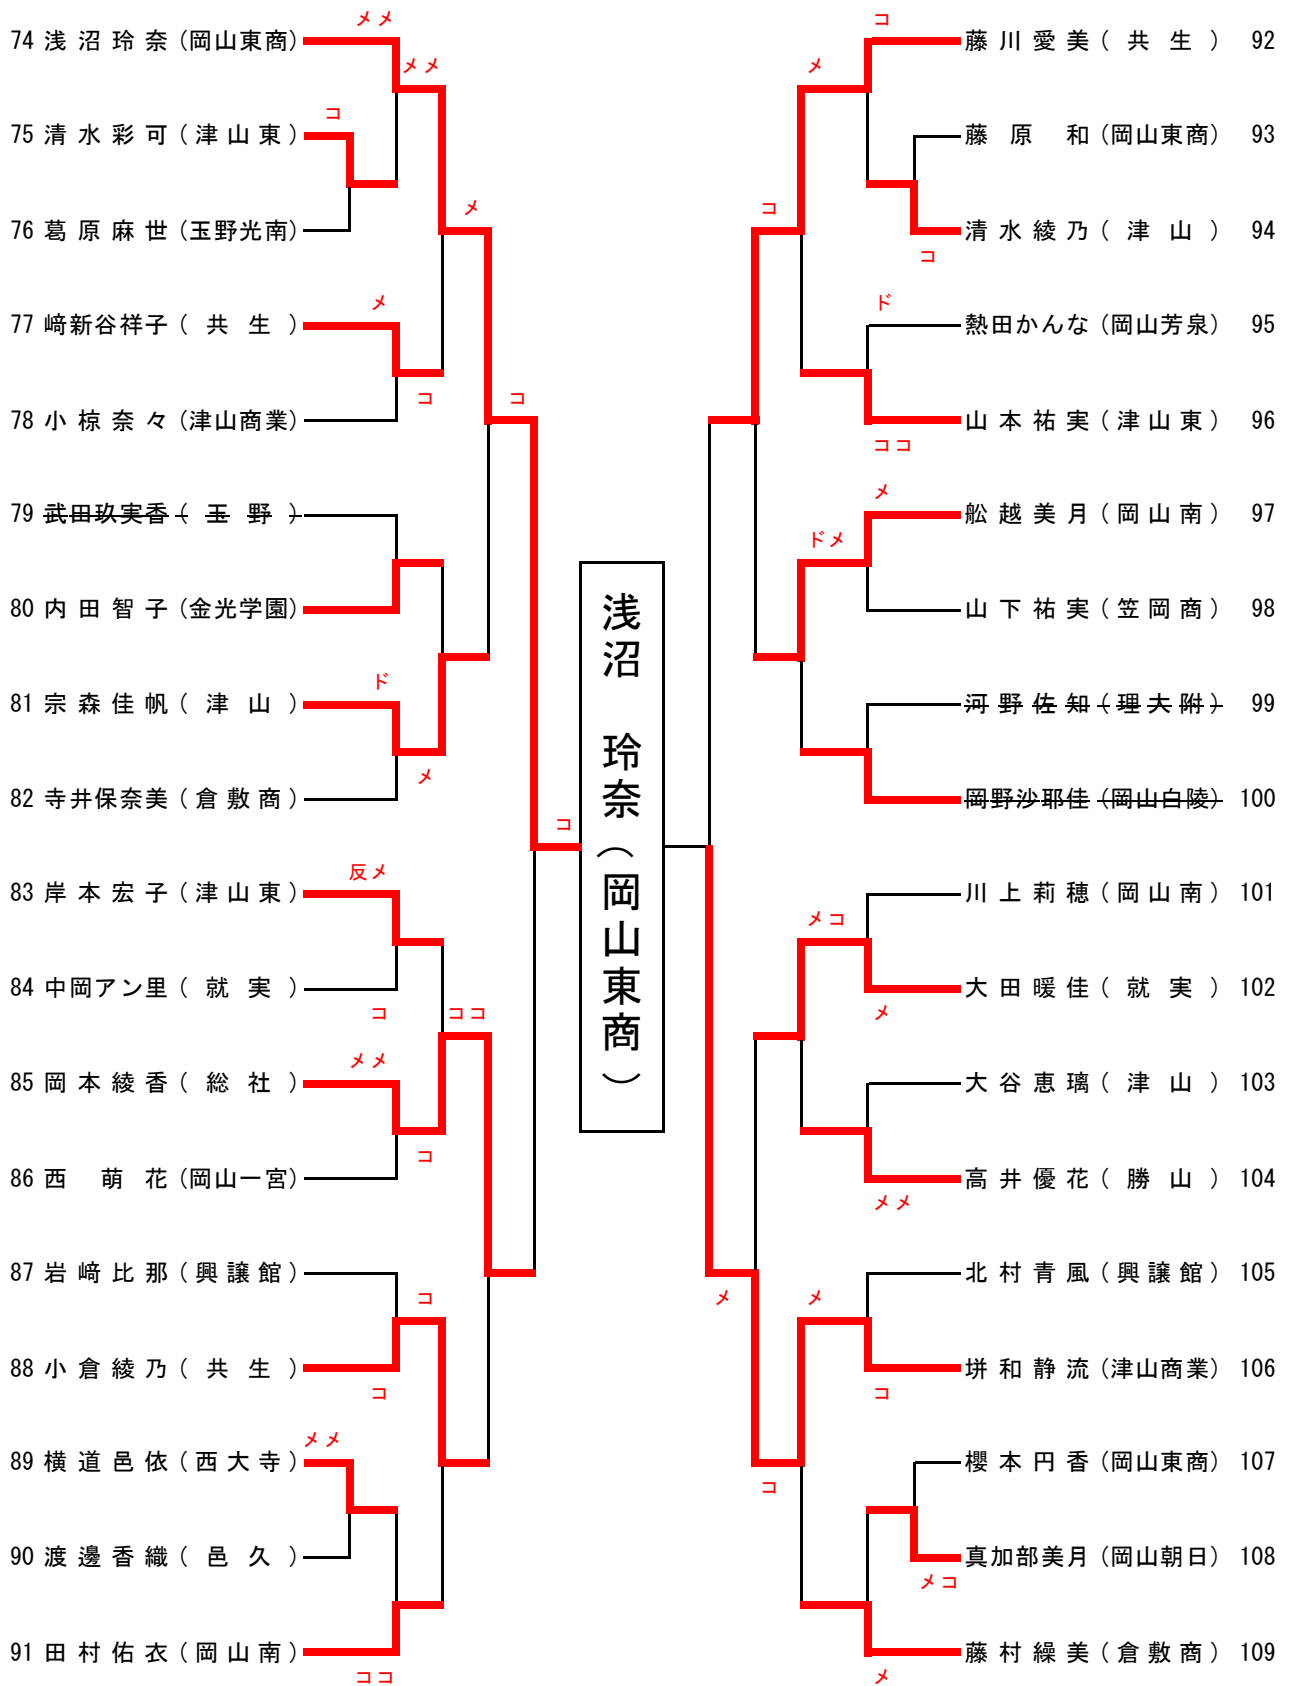 メメ
74 浅沼玲奈(岡山東商)
メメ
コ
75 清水彩可(津山東)
76 葛原麻世(玉野光南)
メ
メ
77 﨑新谷祥子(共生)
コ
78 小椋奈々(津山商業)
コ
79 武田玖実香(玉野)
80 内田智子(金光学園)
ド
81 宗森佳帆(津山)
メ
82 寺井保奈美(倉敷商)
コ
反メ
83 岸本宏子(津山東)
84 中岡アン里(就実)
コ
ココ
メメ
85 岡本綾香(総社)
コ
86 西萌花(岡山一宮)
87 岩﨑比那(興譲館)
コ
88 小倉綾乃(共生)
コ
メメ
89 横道邑依(西大寺)
90 渡邊香織(邑久)
91 田村佑衣(岡山南)
ココ
浅沼 玲奈(岡山東商)
コ
藤川愛美(共生) 92
メ
藤原和(岡山東商) 93
コ
清水綾乃(津山) 94
コ
ド
熱田かんな(岡山芳泉) 95
山本祐実(津山東) 96
ココ
メ
舩越美月(岡山南) 97
ドメ
山下祐実(笠岡商) 98
河野佐知(理大附) 99
岡野沙耶佳(岡山白陵) 100
川上莉穂(岡山南) 101
メコ
大田暖佳(就実) 102
メ
大谷恵璃(津山) 103
高井優花(勝山) 104
メメ
北村青風(興譲館) 105
メ
メ
垪和静流(津山商業) 106
コ
櫻本円香(岡山東商) 107
コ
真加部美月(岡山朝日) 108
メコ
藤村繰美(倉敷商) 109
メ